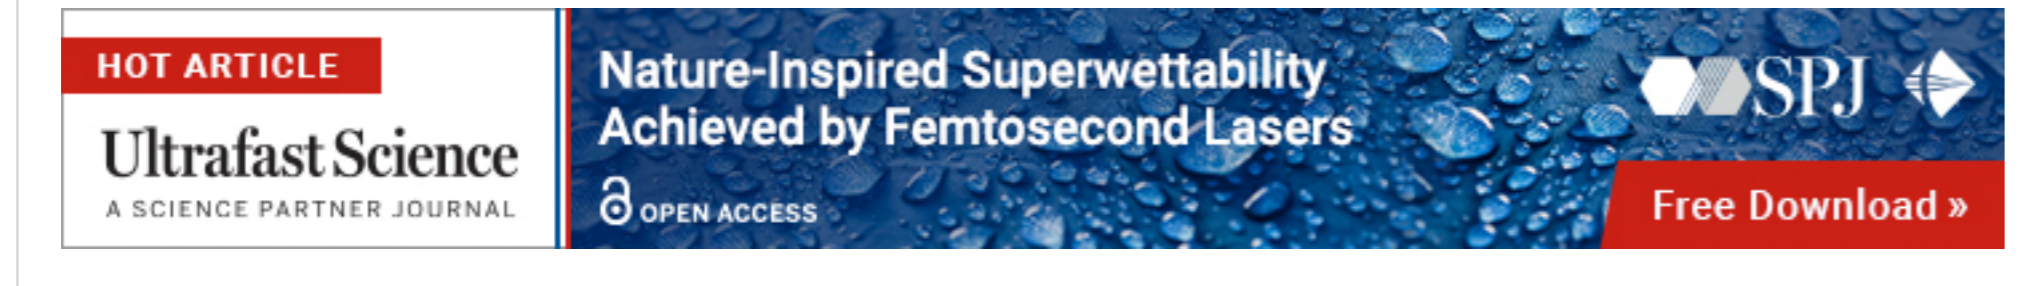 HOT ARTICLE
Ultrafast Science
A SCIENCE PARTNER JOURNAL
Nature-Inspired Superwettability
Achieved by Femtosecond Lasers
OPEN ACCESS
SPJ
Free Download »